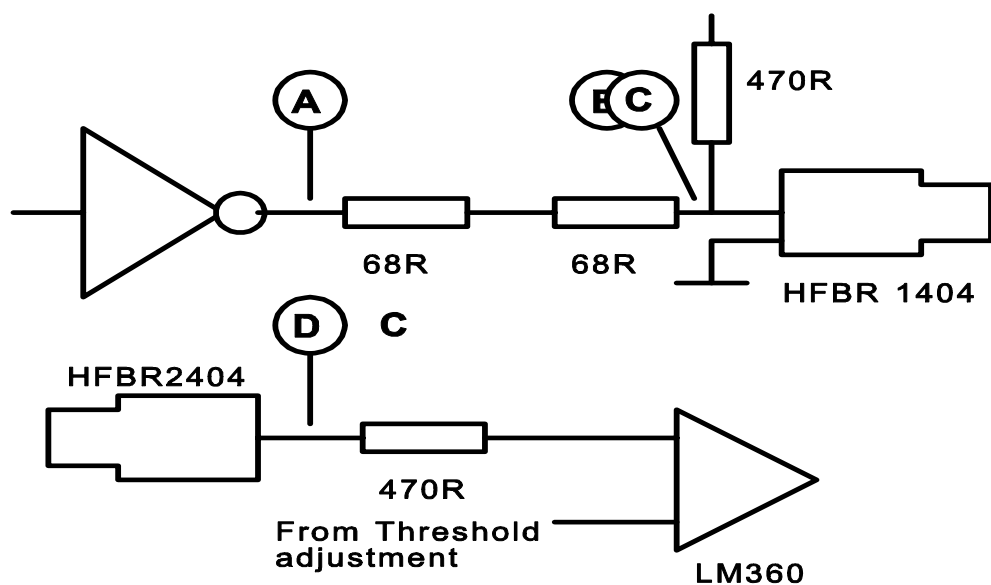 A
B C
470R
68R
68R
HFBR 1404
D C
HFBR2404
470R
From Threshold
adjustment
LM360